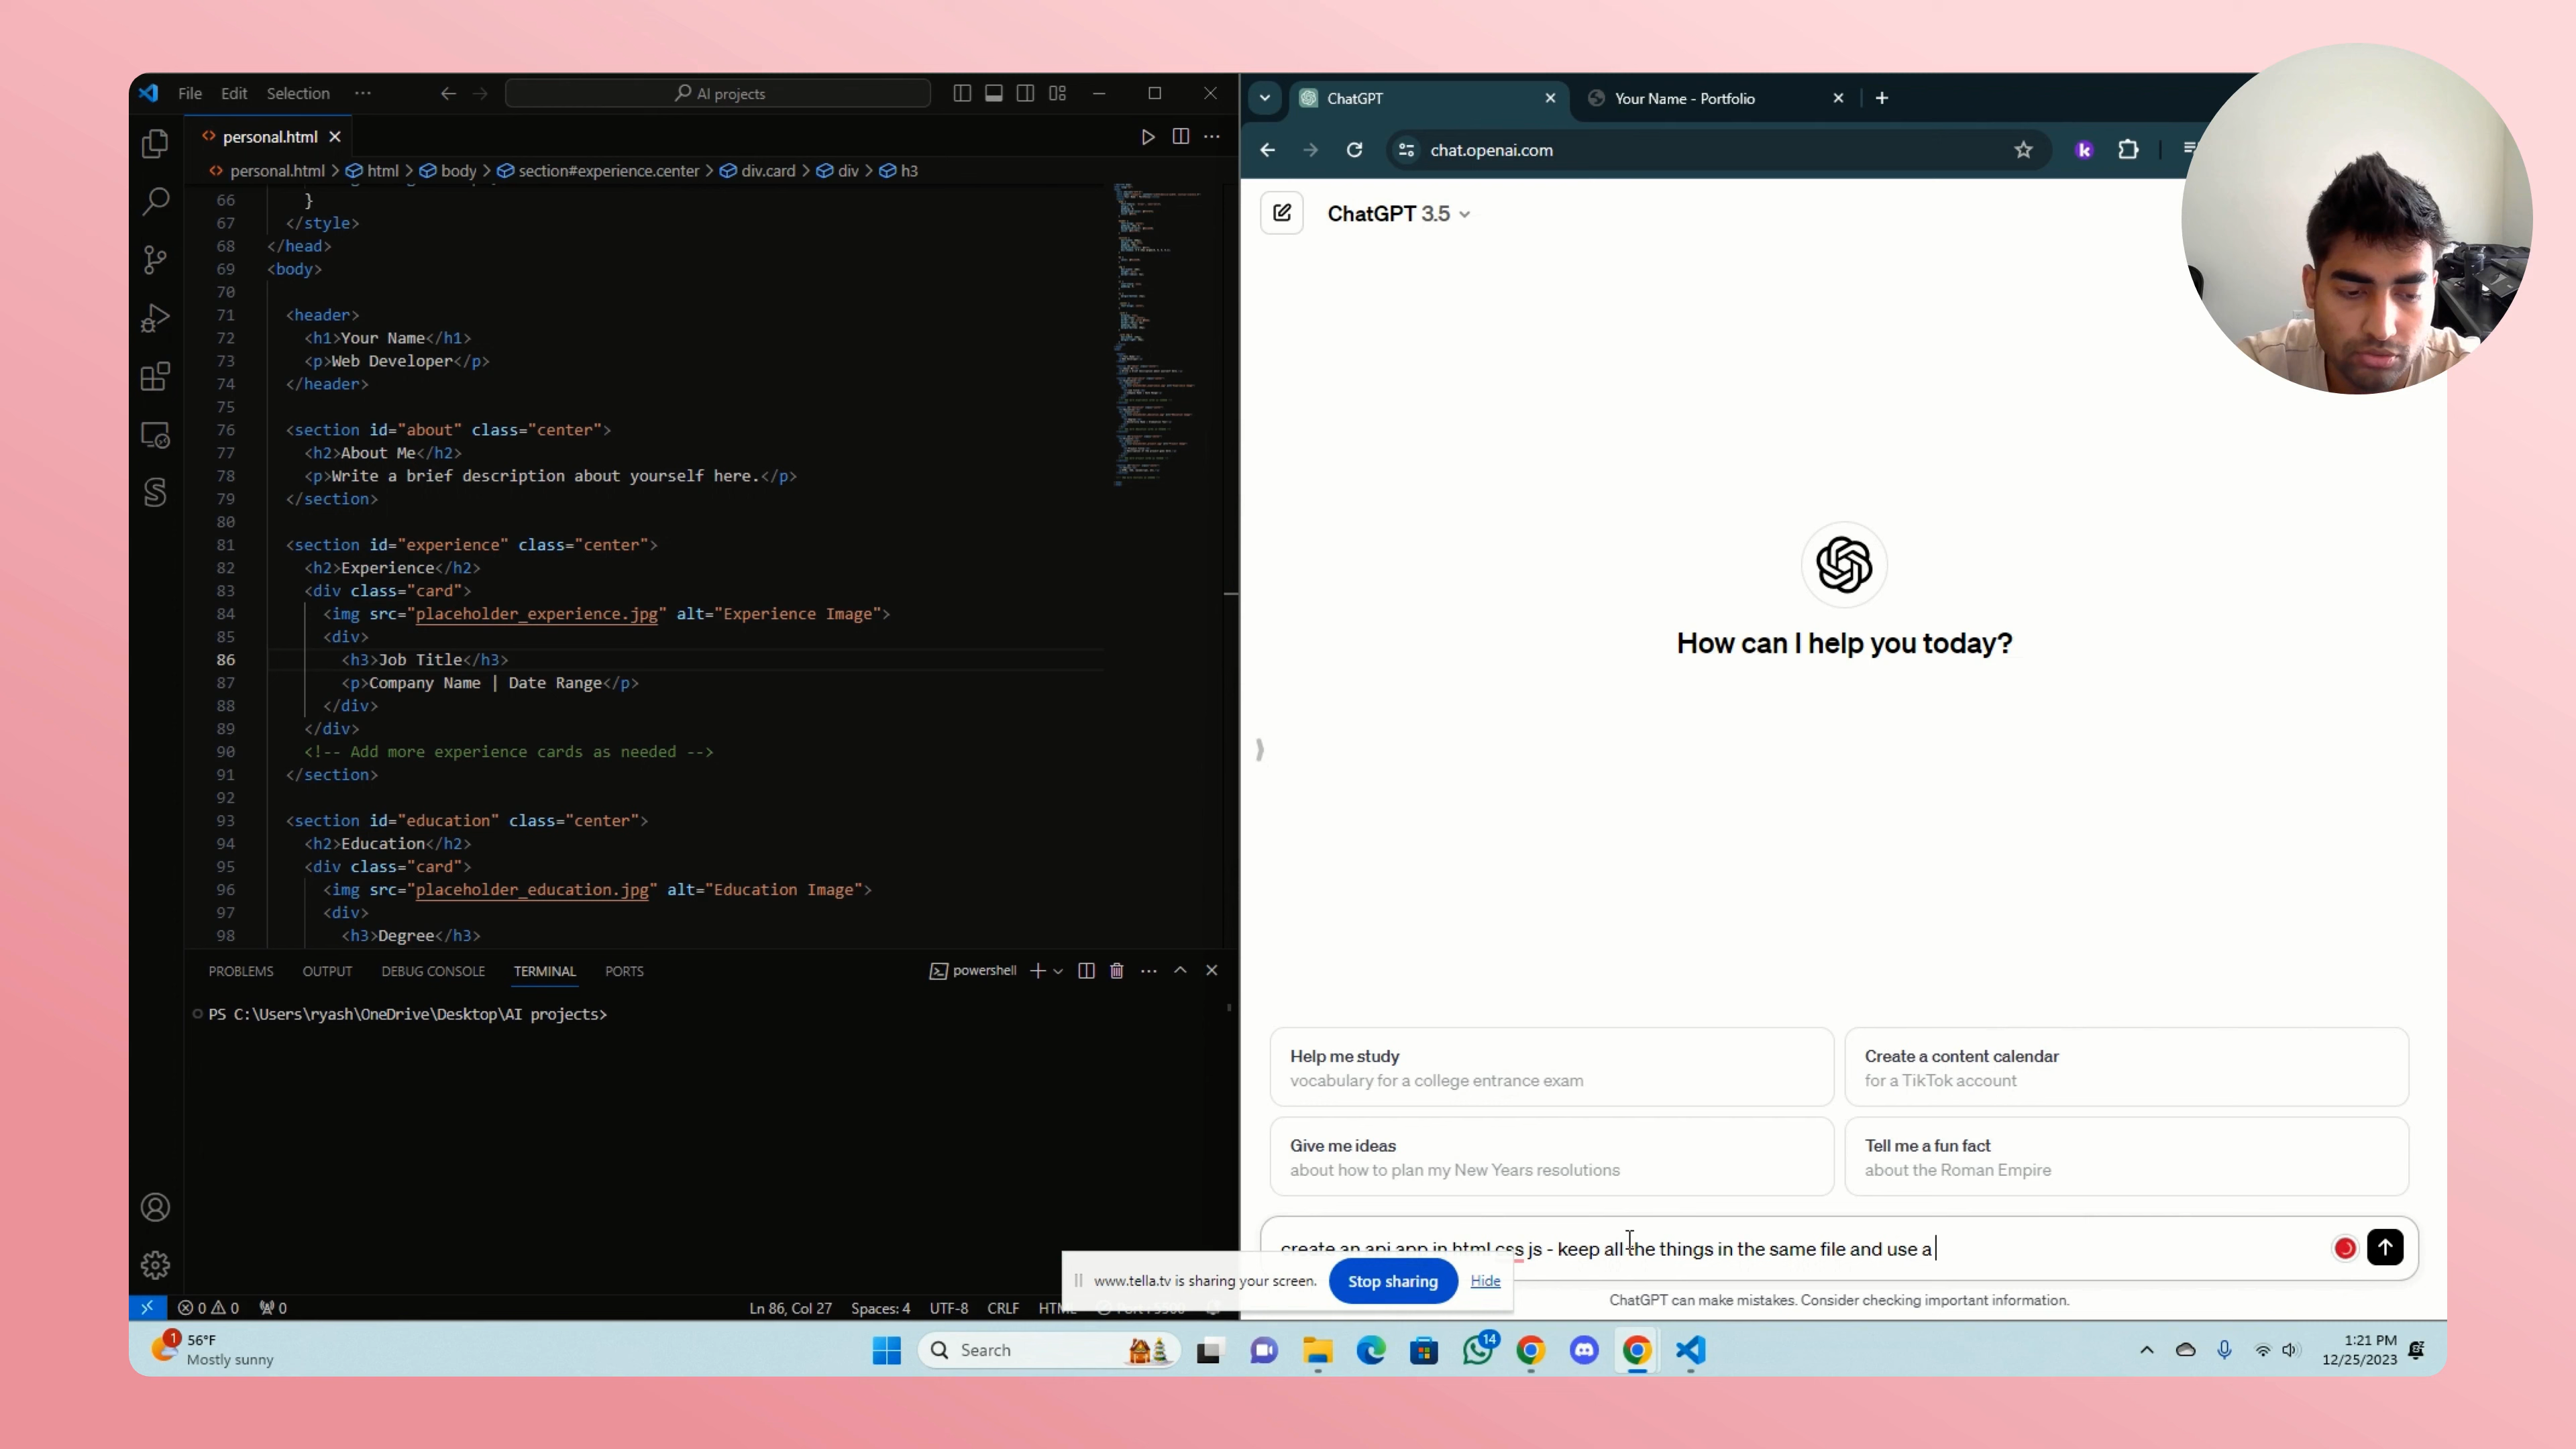 File Edit Selection ··· AI projects
personal.html
personal.html > html > body > section#experience.center > div.card > div > h3
66 }
67 </style>
68 </head>
69 <body>
70
71 <header>
72 <h1>Your Name</h1>
73 <p>Web Developer</p>
74 </header>
75
76 <section id="about" class="center">
77 <h2>About Me</h2>
78 <p>Write a brief description about yourself here.</p>
79 </section>
80
81 <section id="experience" class="center">
82 <h2>Experience</h2>
83 <div class="card">
84 <img src="placeholder_experience.jpg" alt="Experience Image">
85 <div>
86 <h3>Job Title</h3>
87 <p>Company Name | Date Range</p>
88 </div>
89 </div>
90 <!-- Add more experience cards as needed -->
91 </section>
92
93 <section id="education" class="center">
94 <h2>Education</h2>
95 <div class="card">
96 <img src="placeholder_education.jpg" alt="Education Image">
97 <div>
98 <h3>Degree</h3>
PROBLEMS OUTPUT DEBUG CONSOLE TERMINAL PORTS powershell
PS C:\Users\ryash\OneDrive\Desktop\AI projects>
0 0 0 Ln 86, Col 27 Spaces: 4 UTF-8 CRLF
ChatGPT Your Name - Portfolio
chat.openai.com
ChatGPT 3.5
How can I help you today?
Help me study
vocabulary for a college entrance exam
Create a content calendar
for a TikTok account
Give me ideas
about how to plan my New Years resolutions
Tell me a fun fact
about the Roman Empire
create an api app in html css js - keep all the things in the same file and use a
www.tella.tv is sharing your screen. Stop sharing Hide
ChatGPT can make mistakes. Consider checking important information.
1 56°F
Mostly sunny
Search
14
1:21 PM
12/25/2023